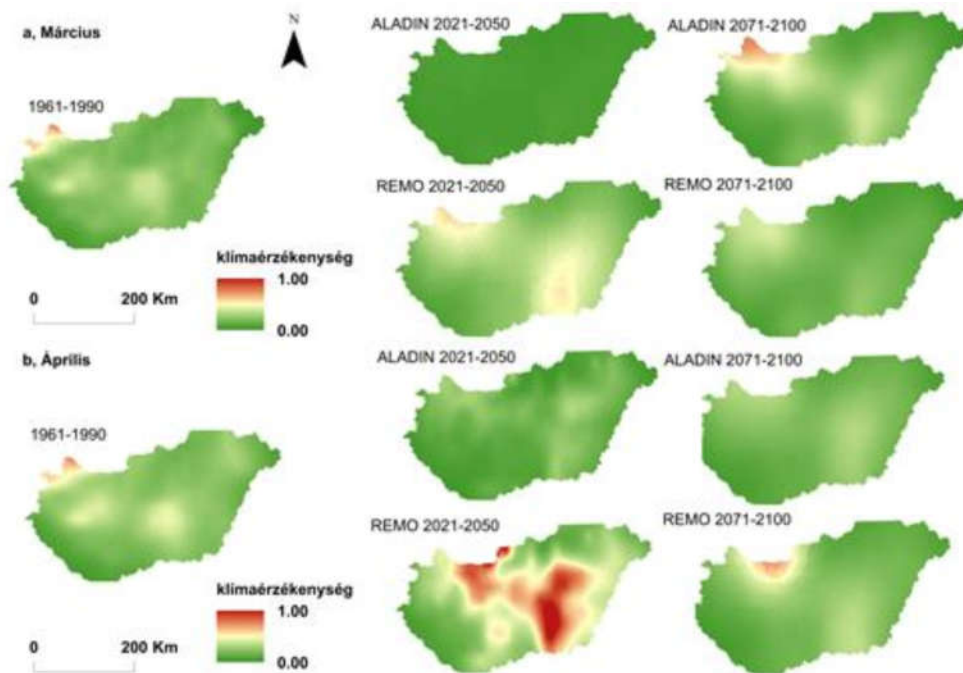 a, Március
N
1961-1990
ALADIN 2021-2050
ALADIN 2071-2100
REMO 2021-2050
REMO 2071-2100
klímaérzékenység
1.00
0.00
0 200 Km
b, Április
1961-1990
ALADIN 2021-2050
ALADIN 2071-2100
REMO 2021-2050
REMO 2071-2100
klímaérzékenység
1.00
0.00
0 200 Km